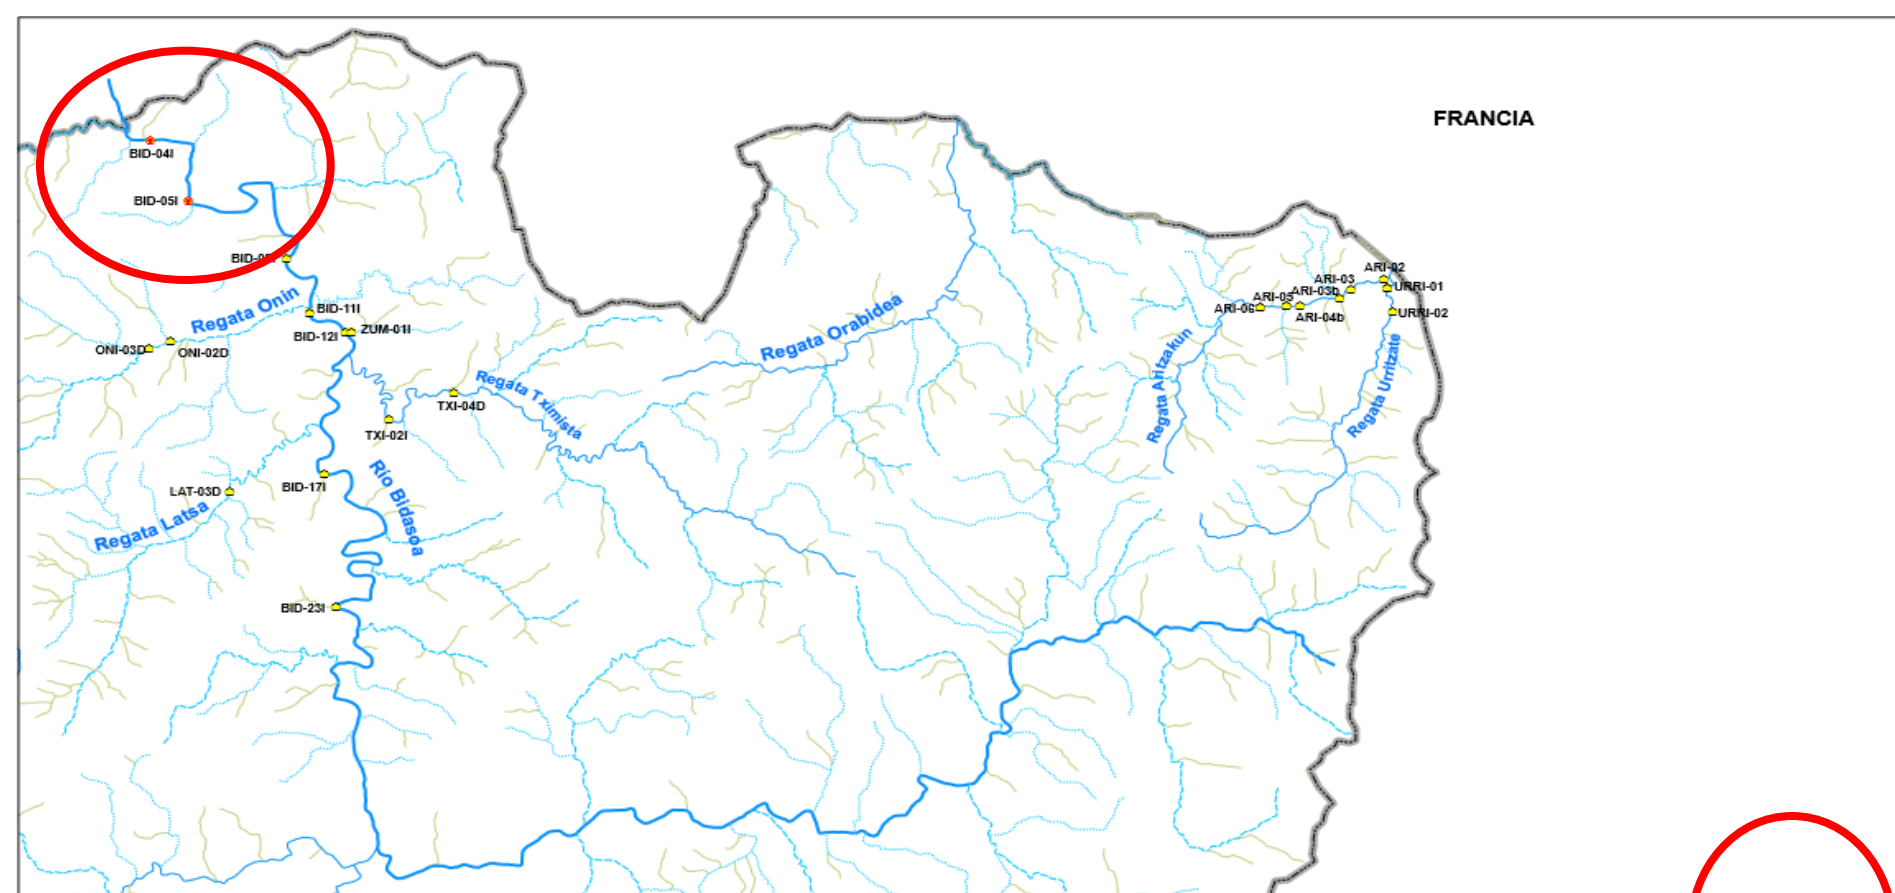 FRANCIA
BID-04I
BID-05I
ARI-02
ARI-03
URRI-01
ARI-03b
ARI-05
ARI-06
ARI-04b
URRI-02
Regata Onin
BID-11I
ZUM-01I
BID-12I
ONI-03D
ONI-02D
Regata Orabidea
Regata Aritzakun
Regata Urritzate
Regata Tximista
TXI-04D
TXI-02I
Río Bidasoa
BID-17I
LAT-03D
Regata Latsa
BID-23I